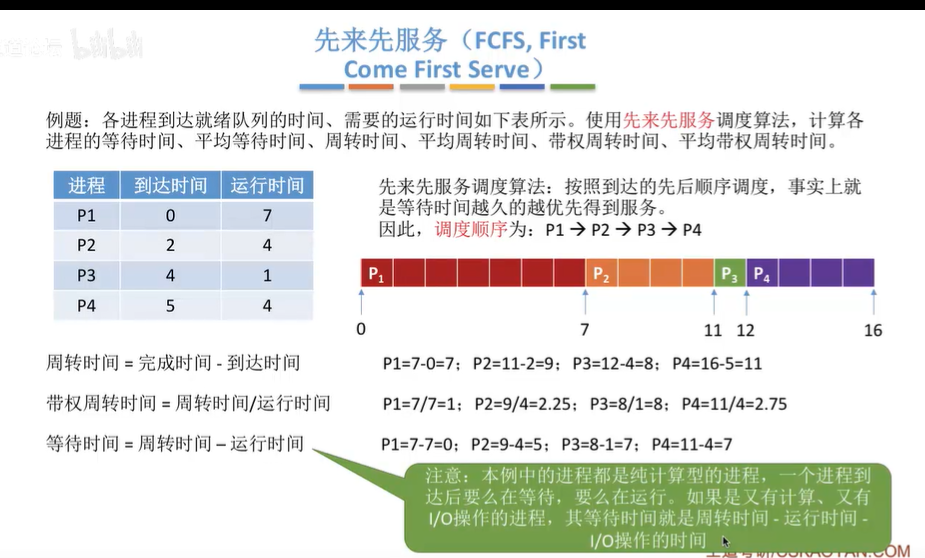 bilibili
先来先服务（FCFS, First
Come First Serve）
例题：各进程到达就绪队列的时间、需要的运行时间如下表所示。使用先来先服务调度算法，计算各
进程的等待时间、平均等待时间、周转时间、平均周转时间、带权周转时间、平均带权周转时间。
进程 到达时间 运行时间
P1 0 7
P2 2 4
P3 4 1
P4 5 4
先来先服务调度算法：按照到达的先后顺序调度，事实上就
是等待时间越久的越优先得到服务。
因此，调度顺序为：P1 → P2 → P3 → P4
P1 P2 P3 P4
0 7 11 12 16
周转时间 = 完成时间 - 到达时间 P1=7-0=7；P2=11-2=9；P3=12-4=8；P4=16-5=11
带权周转时间 = 周转时间/运行时间 P1=7/7=1；P2=9/4=2.25；P3=8/1=8；P4=11/4=2.75
等待时间 = 周转时间 – 运行时间 P1=7-7=0；P2=9-4=5；P3=8-1=7；P4=11-4=7
注意：本例中的进程都是纯计算型的进程，一个进程到
达后要么在等待，要么在运行。如果是又有计算、又有
I/O操作的进程，其等待时间就是周转时间 - 运行时间 -
I/O操作的时间